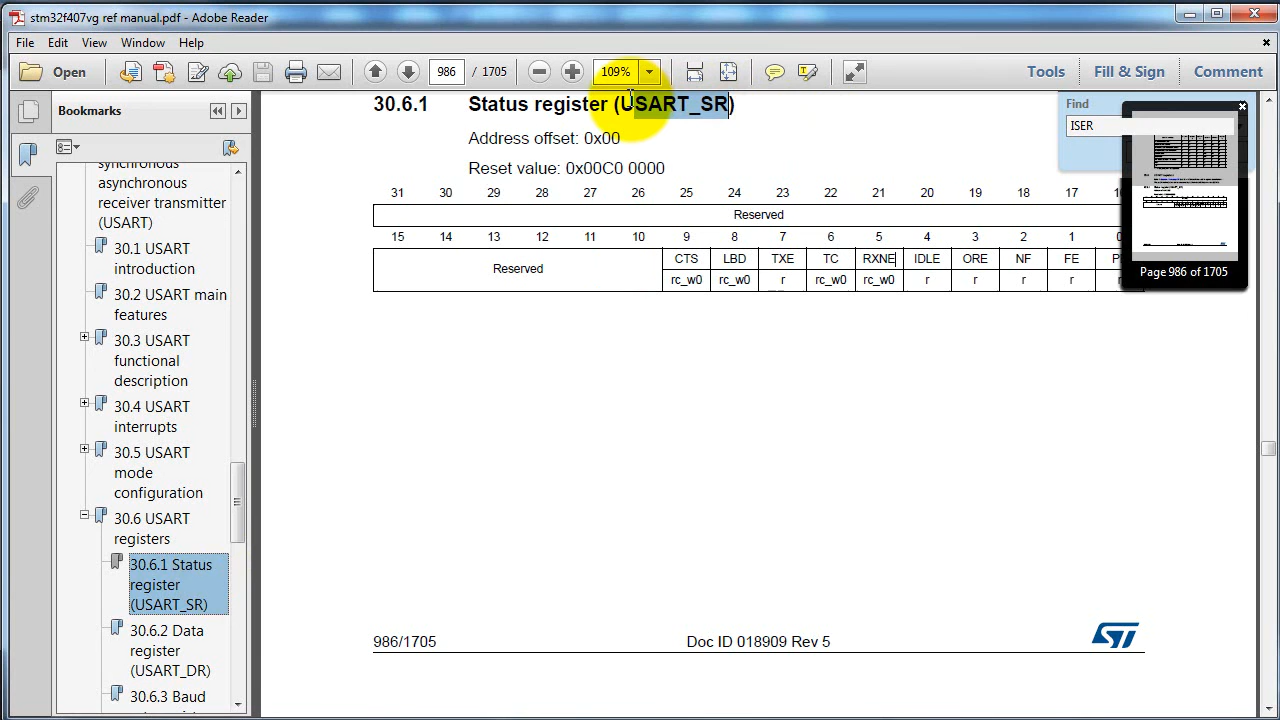 stm32f407vg ref manual.pdf - Adobe Reader
File Edit View Window Help
Open 986 / 1705 109% Tools Fill & Sign Comment
Bookmarks
synchronous
asynchronous
receiver transmitter
(USART)
30.1 USART
introduction
30.2 USART main
features
30.3 USART
functional
description
30.4 USART
interrupts
30.5 USART
mode
configuration
30.6 USART
registers
30.6.1 Status
register
(USART_SR)
30.6.2 Data
register
(USART_DR)
30.6.3 Baud
30.6.1 Status register (USART_SR)
Address offset: 0x00
Reset value: 0x00C0 0000
31 30 29 28 27 26 25 24 23 22 21 20 19 18 17
Reserved
15 14 13 12 11 10 9 8 7 6 5 4 3 2 1 0
Reserved CTS LBD TXE TC RXNE IDLE ORE NF FE
rc_w0 rc_w0 r rc_w0 rc_w0 r r r r
986/1705 Doc ID 018909 Rev 5 ST
Find
ISER
Page 986 of 1705